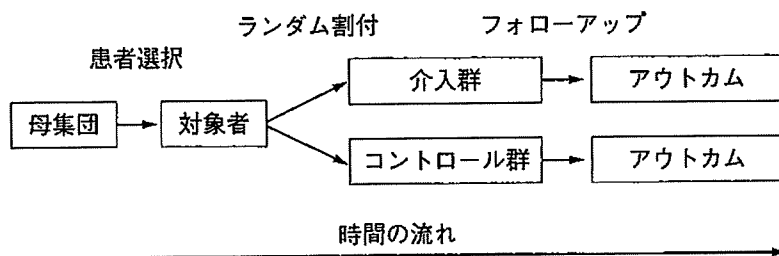 ランダム割付 フォローアップ
患者選択
介入群 アウトカム
母集団 対象者
コントロール群 アウトカム
時間の流れ